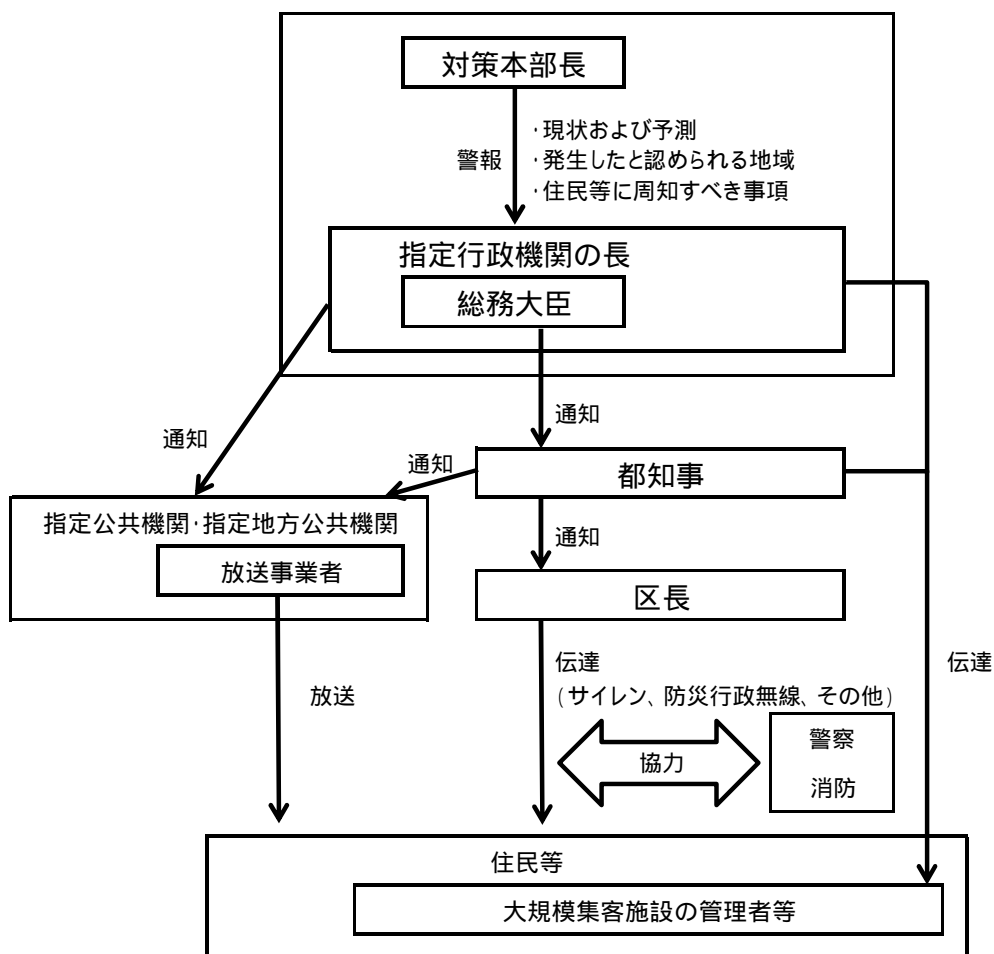 対策本部長
警報
・現状および予測
・発生したと認められる地域
・住民等に周知すべき事項
指定行政機関の長
総務大臣
通知
通知
通知
都知事
指定公共機関・指定地方公共機関
放送事業者
通知
区長
放送
伝達
(サイレン、防災行政無線、その他)
伝達
協力
警察
消防
住民等
大規模集客施設の管理者等